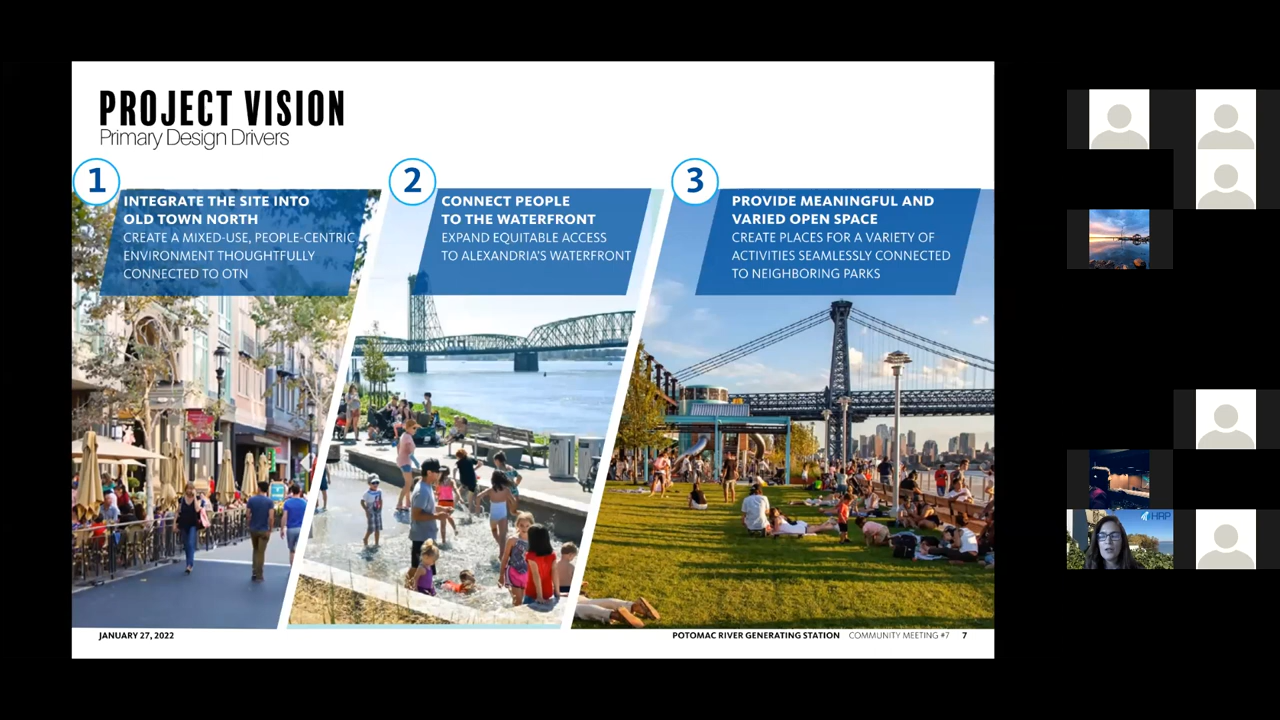 PROJECT VISION
Primary Design Drivers
1
INTEGRATE THE SITE INTO
OLD TOWN NORTH
CREATE A MIXED-USE, PEOPLE-CENTRIC
ENVIRONMENT THOUGHTFULLY
CONNECTED TO OTN
2
CONNECT PEOPLE
TO THE WATERFRONT
EXPAND EQUITABLE ACCESS
TO ALEXANDRIA'S WATERFRONT
3
PROVIDE MEANINGFUL AND
VARIED OPEN SPACE
CREATE PLACES FOR A VARIETY OF
ACTIVITIES SEAMLESSLY CONNECTED
TO NEIGHBORING PARKS
JANUARY 27, 2022
POTOMAC RIVER GENERATING STATION COMMUNITY MEETING #7 7
HRP